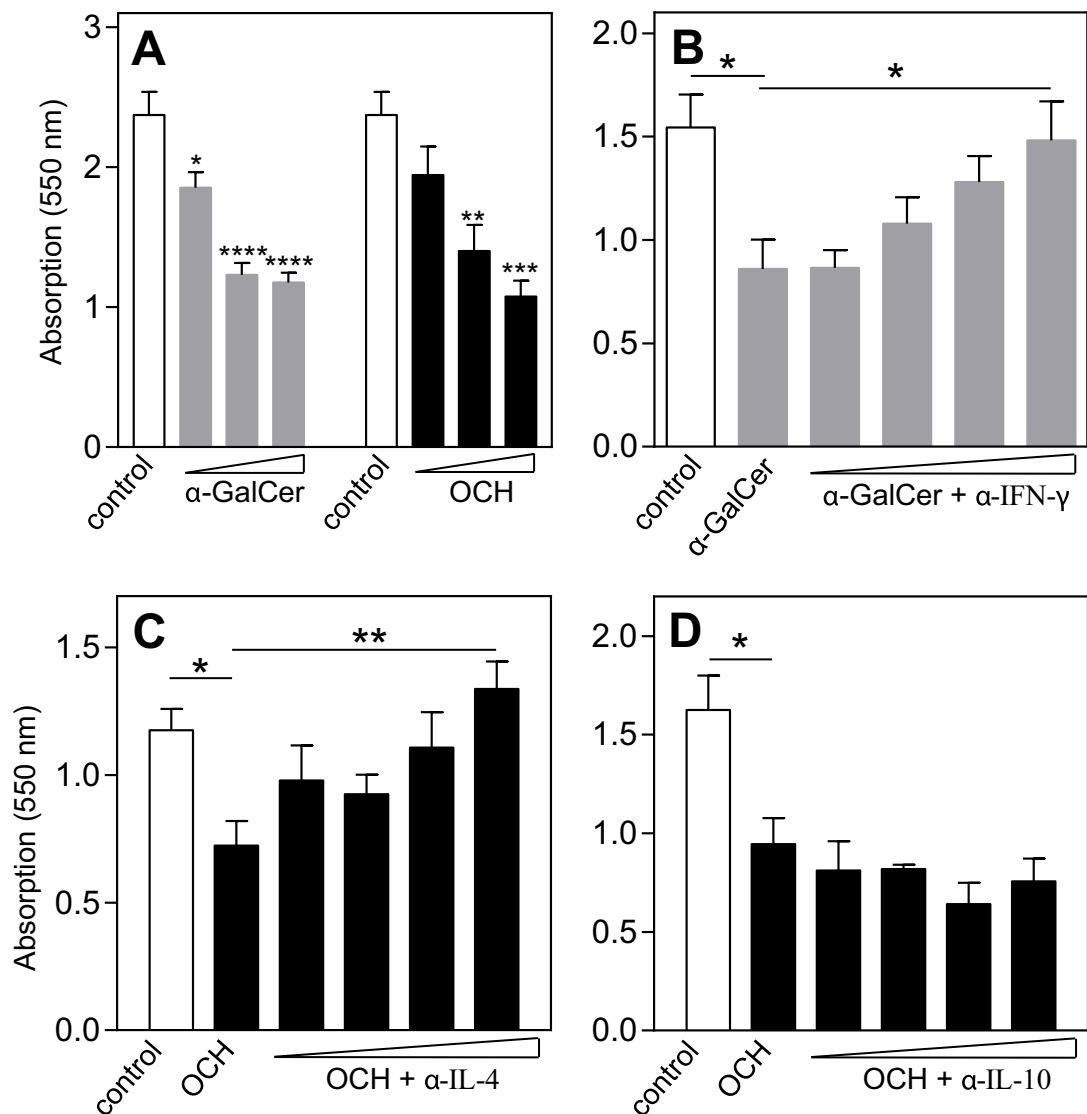 A
Absorption (550 nm)
3
2
1
0
*
****
****
**
***
control
α-GalCer
control
OCH
B
2.0
1.5
1.0
0.5
0.0
*
*
control
α-GalCer
α-GalCer + α-IFN-γ
C
Absorption (550 nm)
1.5
1.0
0.5
0.0
*
**
control
OCH
OCH + α-IL-4
D
2.0
1.5
1.0
0.5
0.0
*
control
OCH
OCH + α-IL-10